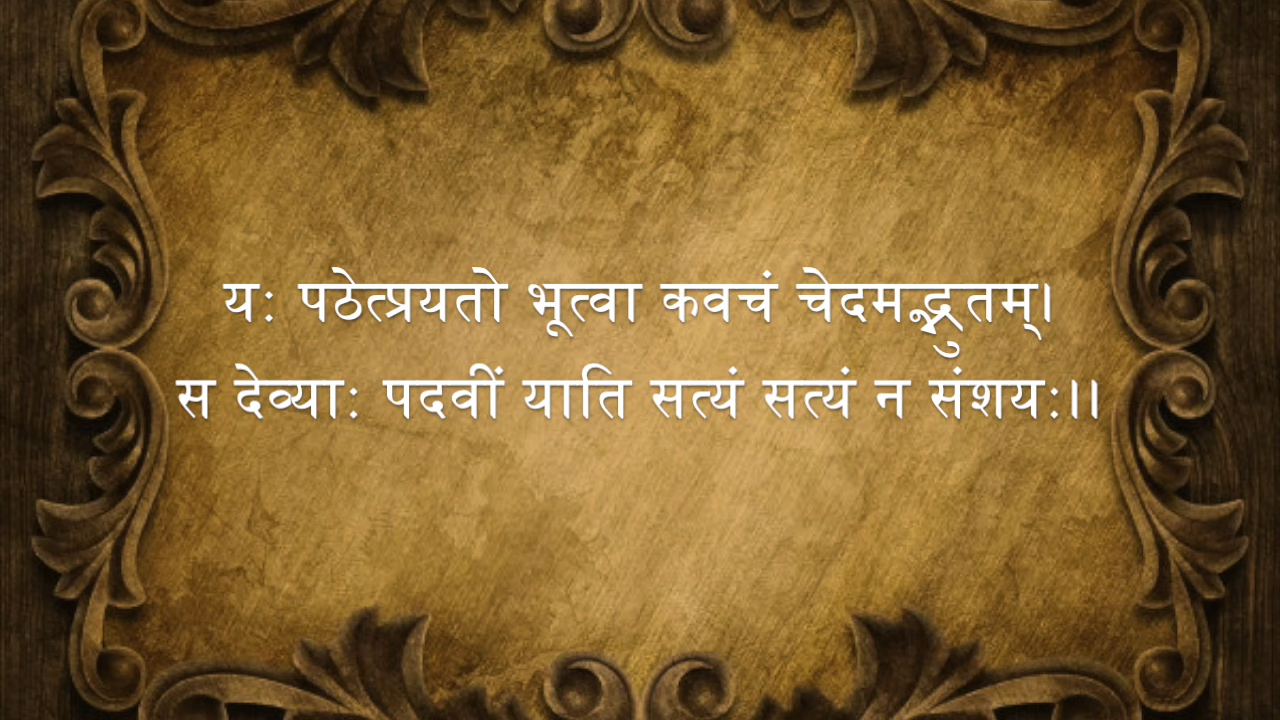 यः पठेत्प्रयतो भूत्वा कवचं चेदमद्भुतम्।
स देव्याः पदवीं याति सत्यं सत्यं न संशयः।।